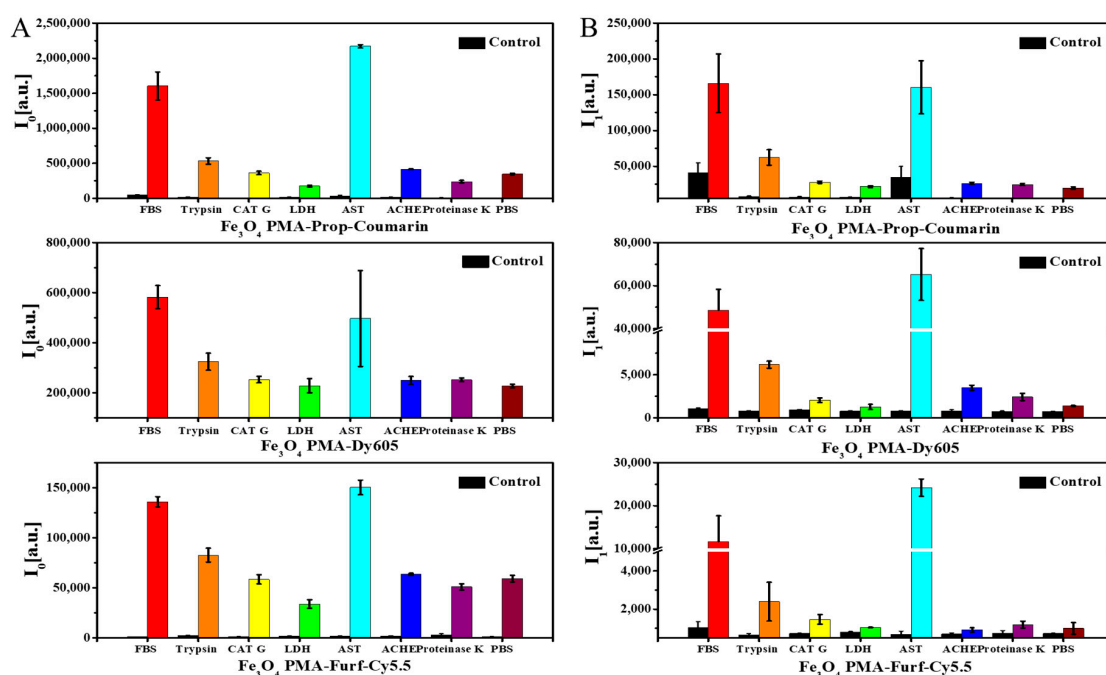 A
I₀[a.u.]
2,500,000
2,000,000
1,500,000
1,000,000
500,000
0
Control
FBS Trypsin CAT G LDH AST ACHE Proteinase K PBS
Fe₃O₄ PMA-Prop-Coumarin
I₀[a.u.]
800,000
600,000
400,000
200,000
Control
FBS Trypsin CAT G LDH AST ACHE Proteinase K PBS
Fe₃O₄ PMA-Dy605
I₀[a.u.]
150,000
100,000
50,000
0
Control
FBS Trypsin CAT G LDH AST ACHE Proteinase K PBS
Fe₃O₄ PMA-Furf-Cy5.5
B
I₁[a.u.]
250,000
200,000
150,000
100,000
50,000
Control
FBS Trypsin CAT G LDH AST ACHE Proteinase K PBS
Fe₃O₄ PMA-Prop-Coumarin
I₁[a.u.]
80,000
60,000
40,000
5,000
0
Control
FBS Trypsin CAT G LDH AST ACHE Proteinase K PBS
Fe₃O₄ PMA-Dy605
I₁[a.u.]
30,000
20,000
10,000
4,000
2,000
Control
FBS Trypsin CAT G LDH AST ACHE Proteinase K PBS
Fe₃O₄ PMA-Furf-Cy5.5